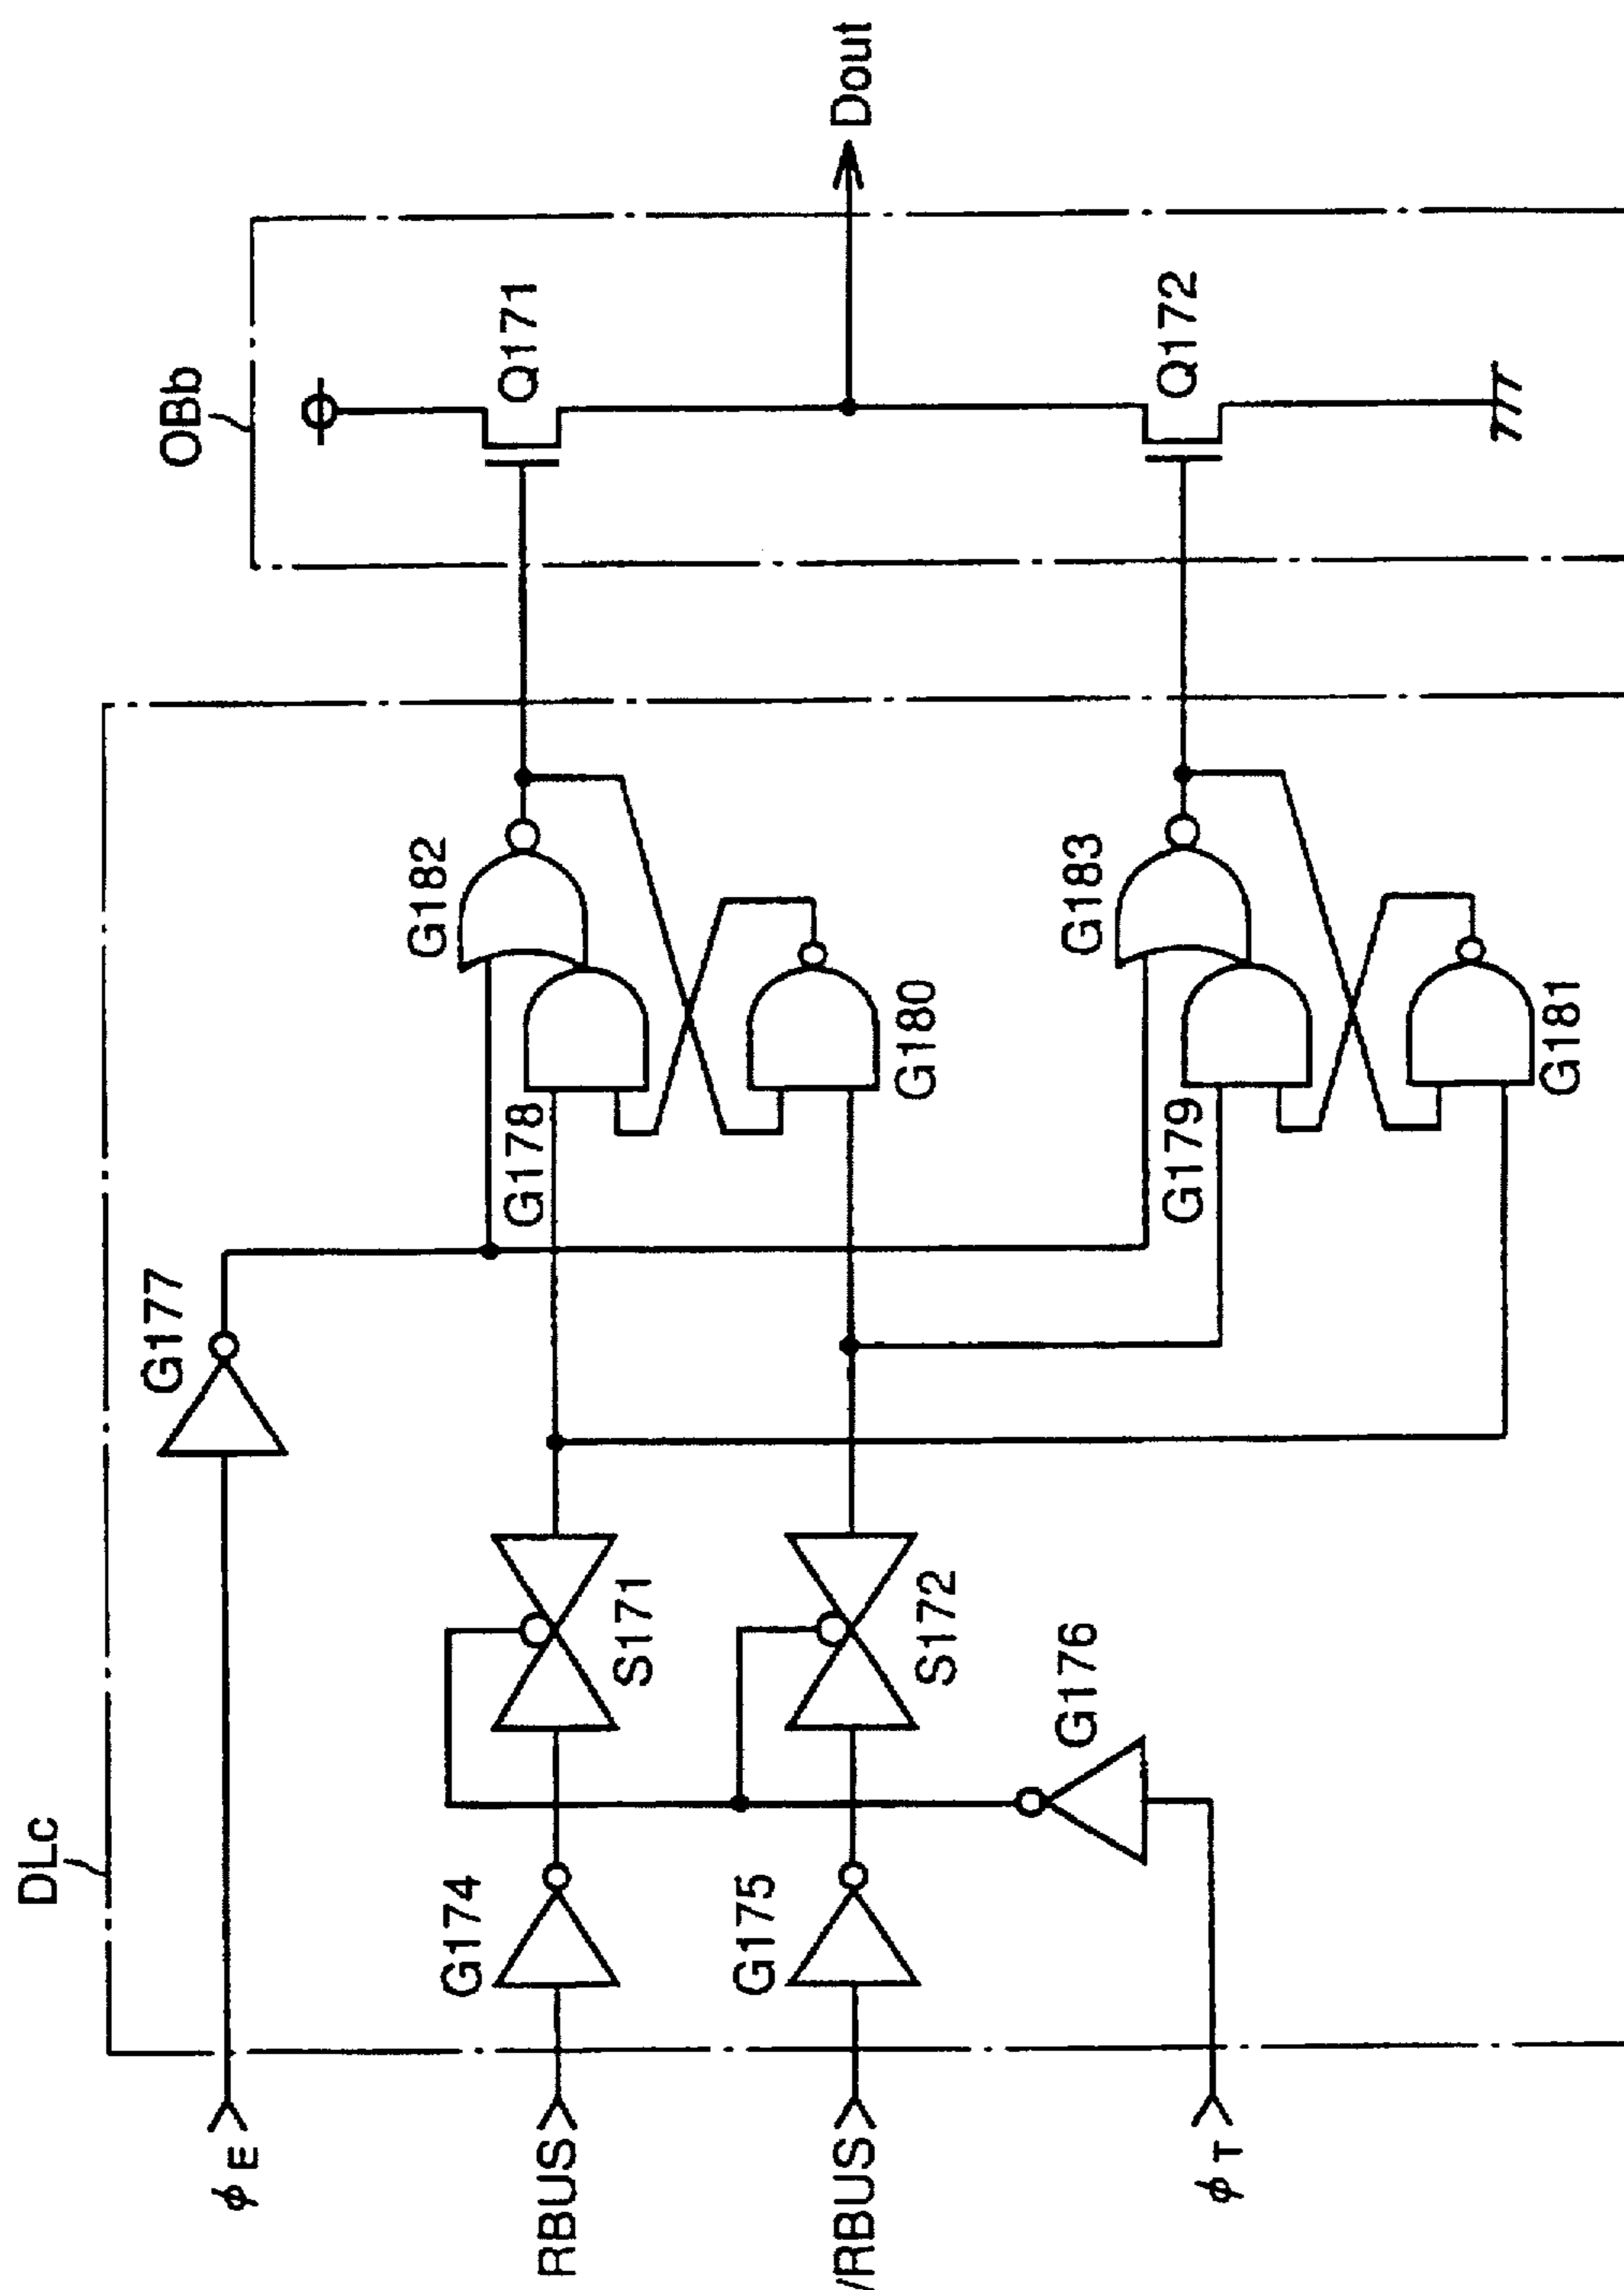 DLc
OBb
φE
G177
G182
Q171
G174
S171
G178
RBUS
G180
Dout
/RBUS
G175
S172
G183
Q172
G179
φT
G176
G181